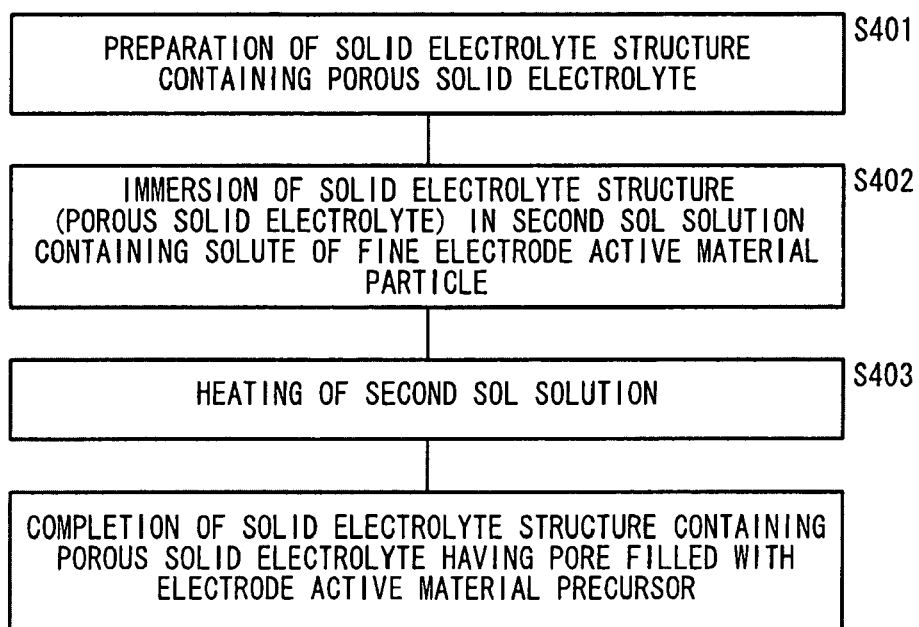 PREPARATION OF SOLID ELECTROLYTE STRUCTURE
CONTAINING POROUS SOLID ELECTROLYTE
S401
IMMERSION OF SOLID ELECTROLYTE STRUCTURE
(POROUS SOLID ELECTROLYTE) IN SECOND SOL SOLUTION
CONTAINING SOLUTE OF FINE ELECTRODE ACTIVE MATERIAL
PARTICLE
S402
HEATING OF SECOND SOL SOLUTION
S403
COMPLETION OF SOLID ELECTROLYTE STRUCTURE CONTAINING
POROUS SOLID ELECTROLYTE HAVING PORE FILLED WITH
ELECTRODE ACTIVE MATERIAL PRECURSOR